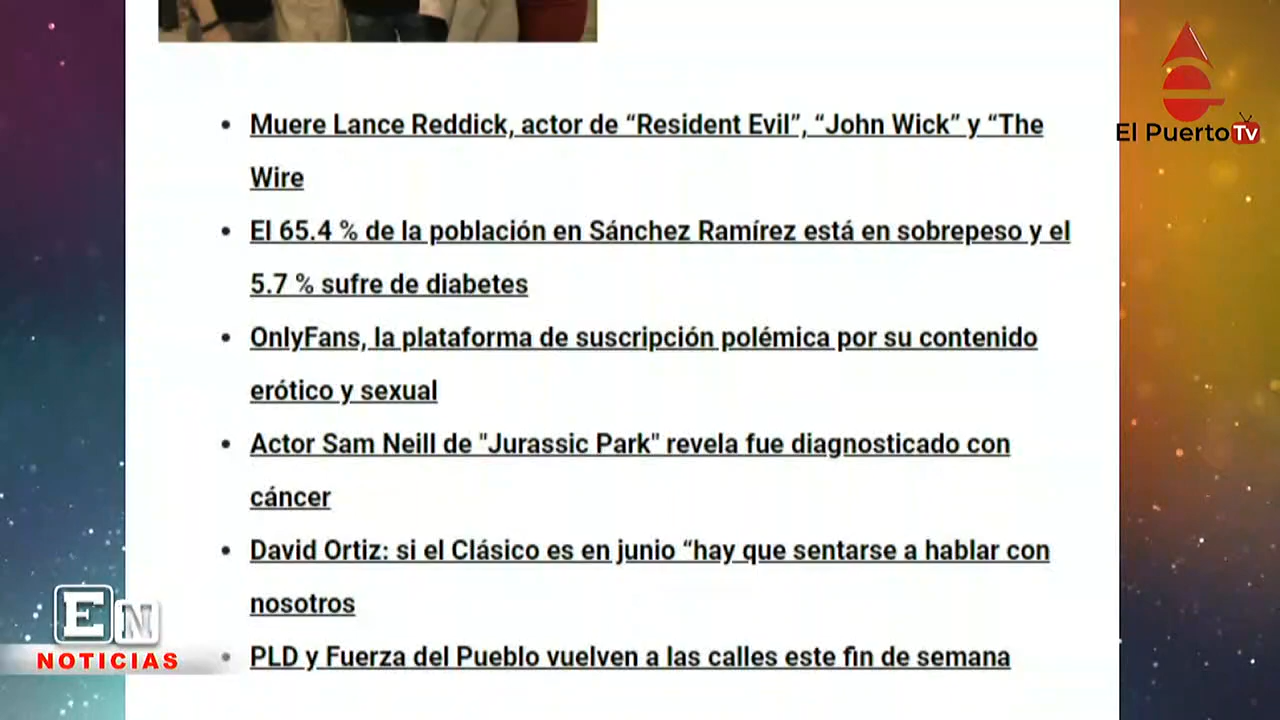 El Puerto Tv
Muere Lance Reddick, actor de “Resident Evil”, “John Wick” y “The
Wire
El 65.4 % de la población en Sánchez Ramírez está en sobrepeso y el
5.7 % sufre de diabetes
OnlyFans, la plataforma de suscripción polémica por su contenido
erótico y sexual
Actor Sam Neill de "Jurassic Park" revela fue diagnosticado con
cáncer
David Ortiz: si el Clásico es en junio “hay que sentarse a hablar con
nosotros
PLD y Fuerza del Pueblo vuelven a las calles este fin de semana
EN
NOTICIAS